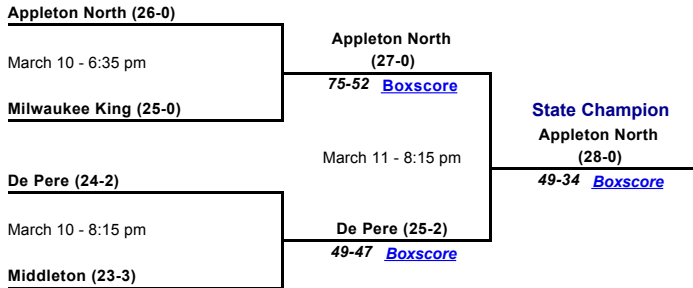 Appleton North (26-0)
March 10 - 6:35 pm
Milwaukee King (25-0)
Appleton North
(27-0)
75-52 Boxscore
De Pere (24-2)
March 10 - 8:15 pm
Middleton (23-3)
March 11 - 8:15 pm
De Pere (25-2)
49-47 Boxscore
State Champion
Appleton North
(28-0)
49-34 Boxscore